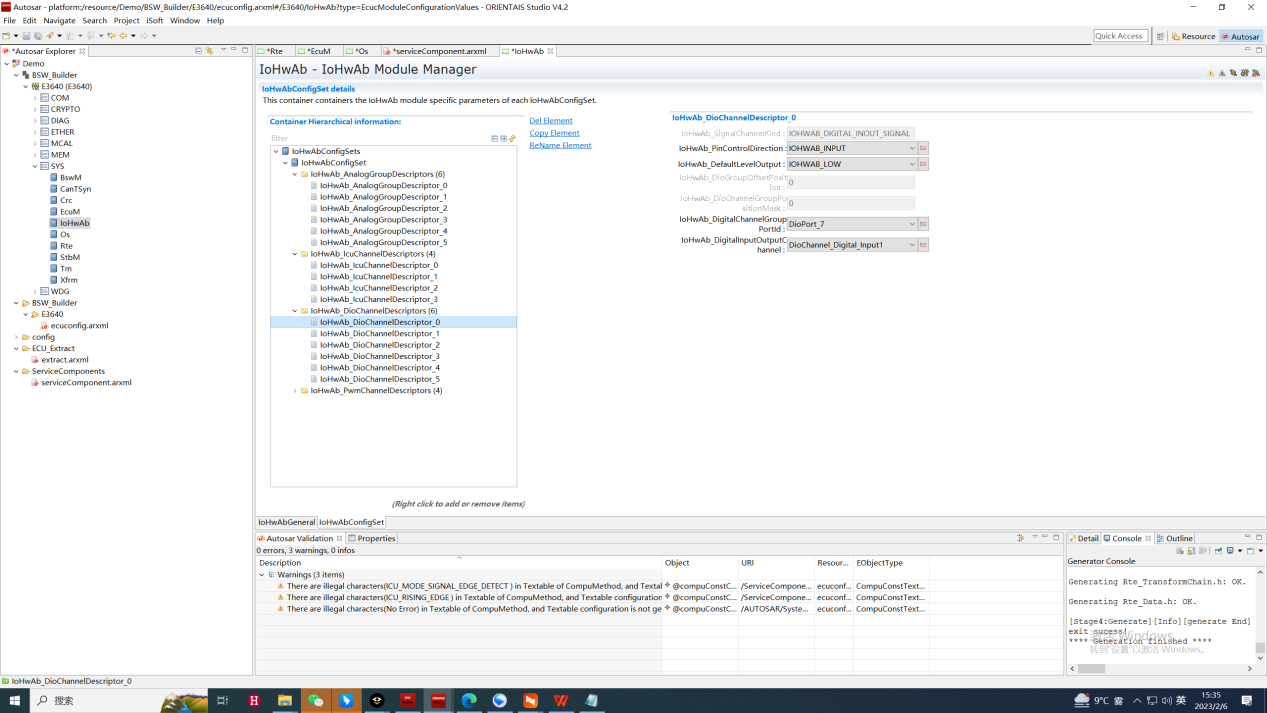 Autosar - platform:/resource/Demo/BSW_Builder/E3640/ecuconfig.arxml#/E3640/IoHwAb?type=EcucModuleConfigurationValues - ORIENTAIS Studio V4.2
File Edit Navigate Search Project iSoft Window Help
Quick Access
Resource
Autosar
*Autosar Explorer
Demo
BSW_Builder
E3640 (E3640)
COM
CRYPTO
DIAG
ETHER
MCAL
MEM
SYS
BswM
CanTSyn
Crc
EcuM
IoHwAb
Os
Rte
StbM
Tm
Xfrm
WDG
BSW_Builder
E3640
ecuconfig.arxml
config
ECU_Extract
extract.arxml
ServiceComponents
serviceComponent.arxml
*Rte
*EcuM
*Os
*serviceComponent.arxml
*IoHwAb
IoHwAb - IoHwAb Module Manager
IoHwAbConfigSet details
This container containers the IoHwAb module specific parameters of each IoHwAbConfigSet.
Container Hierarchical information:
filter
IoHwAbConfigSets
IoHwAbConfigSet
IoHwAb_AnalogGroupDescriptors (6)
IoHwAb_AnalogGroupDescriptor_0
IoHwAb_AnalogGroupDescriptor_1
IoHwAb_AnalogGroupDescriptor_2
IoHwAb_AnalogGroupDescriptor_3
IoHwAb_AnalogGroupDescriptor_4
IoHwAb_AnalogGroupDescriptor_5
IoHwAb_IcuChannelDescriptors (4)
IoHwAb_IcuChannelDescriptor_0
IoHwAb_IcuChannelDescriptor_1
IoHwAb_IcuChannelDescriptor_2
IoHwAb_IcuChannelDescriptor_3
IoHwAb_DioChannelDescriptors (6)
IoHwAb_DioChannelDescriptor_0
IoHwAb_DioChannelDescriptor_1
IoHwAb_DioChannelDescriptor_2
IoHwAb_DioChannelDescriptor_3
IoHwAb_DioChannelDescriptor_4
IoHwAb_DioChannelDescriptor_5
IoHwAb_PwmChannelDescriptors (4)
(Right click to add or remove items)
Del Element
Copy Element
ReName Element
IoHwAb_DioChannelDescriptor_0
IoHwAb_SignalChannelKind : IOHWAB_DIGITAL_INOUT_SIGNAL
IoHwAb_PinControlDirection : IOHWAB_INPUT
IoHwAb_DefaultLevelOutput : IOHWAB_LOW
IoHwAb_DioGroupOffsetPosit
ion : 0
IoHwAb_DioChannelGroupPo
sitionMask : 0
IoHwAb_DigitalChannelGroup
PortId : DioPort_7
IoHwAb_DigitalInputOutputC
hannel : DioChannel_Digital_Input1
IoHwAbGeneral IoHwAbConfigSet
Autosar Validation
Properties
0 errors, 3 warnings, 0 infos
Description Object URI Resour... EObjectType
Warnings (3 items)
There are illegal characters(ICU_MODE_SIGNAL_EDGE_DETECT ) in Textable of CompuMethod, and Textal @compuConstC... /ServiceCompone... ecuconf... CompuConstText...
There are illegal characters(ICU_RISING_EDGE ) in Textable of CompuMethod, and Textable configuration @compuConstC... /ServiceCompone... ecuconf... CompuConstText...
There are illegal characters(No Error) in Textable of CompuMethod, and Textable configuration is not ge @compuConstC... /AUTOSAR/Syste... ecuconf... CompuConstText...
Detail
Console
Outline
Generator Console
Generating Rte_TransformChain.h: OK.
Generating Rte_Data.h: OK.
[Stage4:Generate][Info][generate End]
exit sucess!
**** Generation finished ****
激活 Windows
转到"设置"以激活 Windows。
IoHwAb_DioChannelDescriptor_0
搜索
9°C 霾
英
15:35
2023/2/6